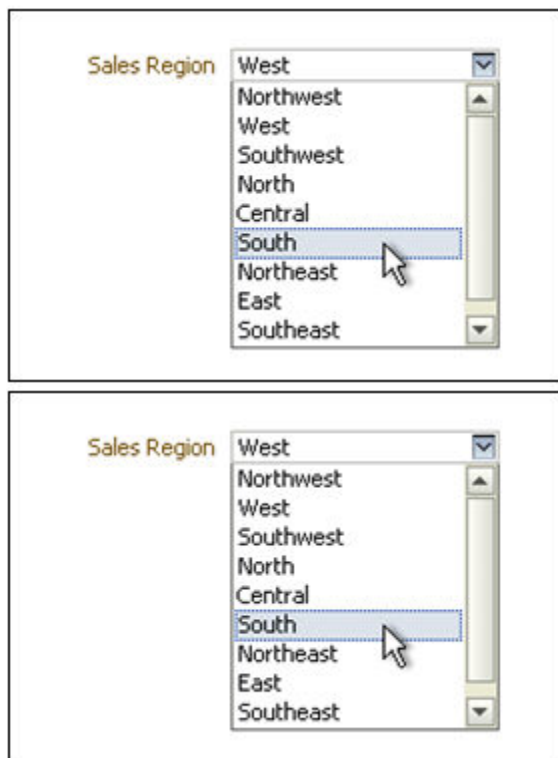 Sales Region West
Northwest
West
Southwest
North
Central
South
Northeast
East
Southeast
Sales Region West
Northwest
West
Southwest
North
Central
South
Northeast
East
Southeast